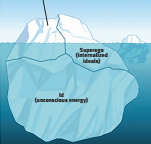 Superego
(internalized
ideals)
Id
(unconscious energy)